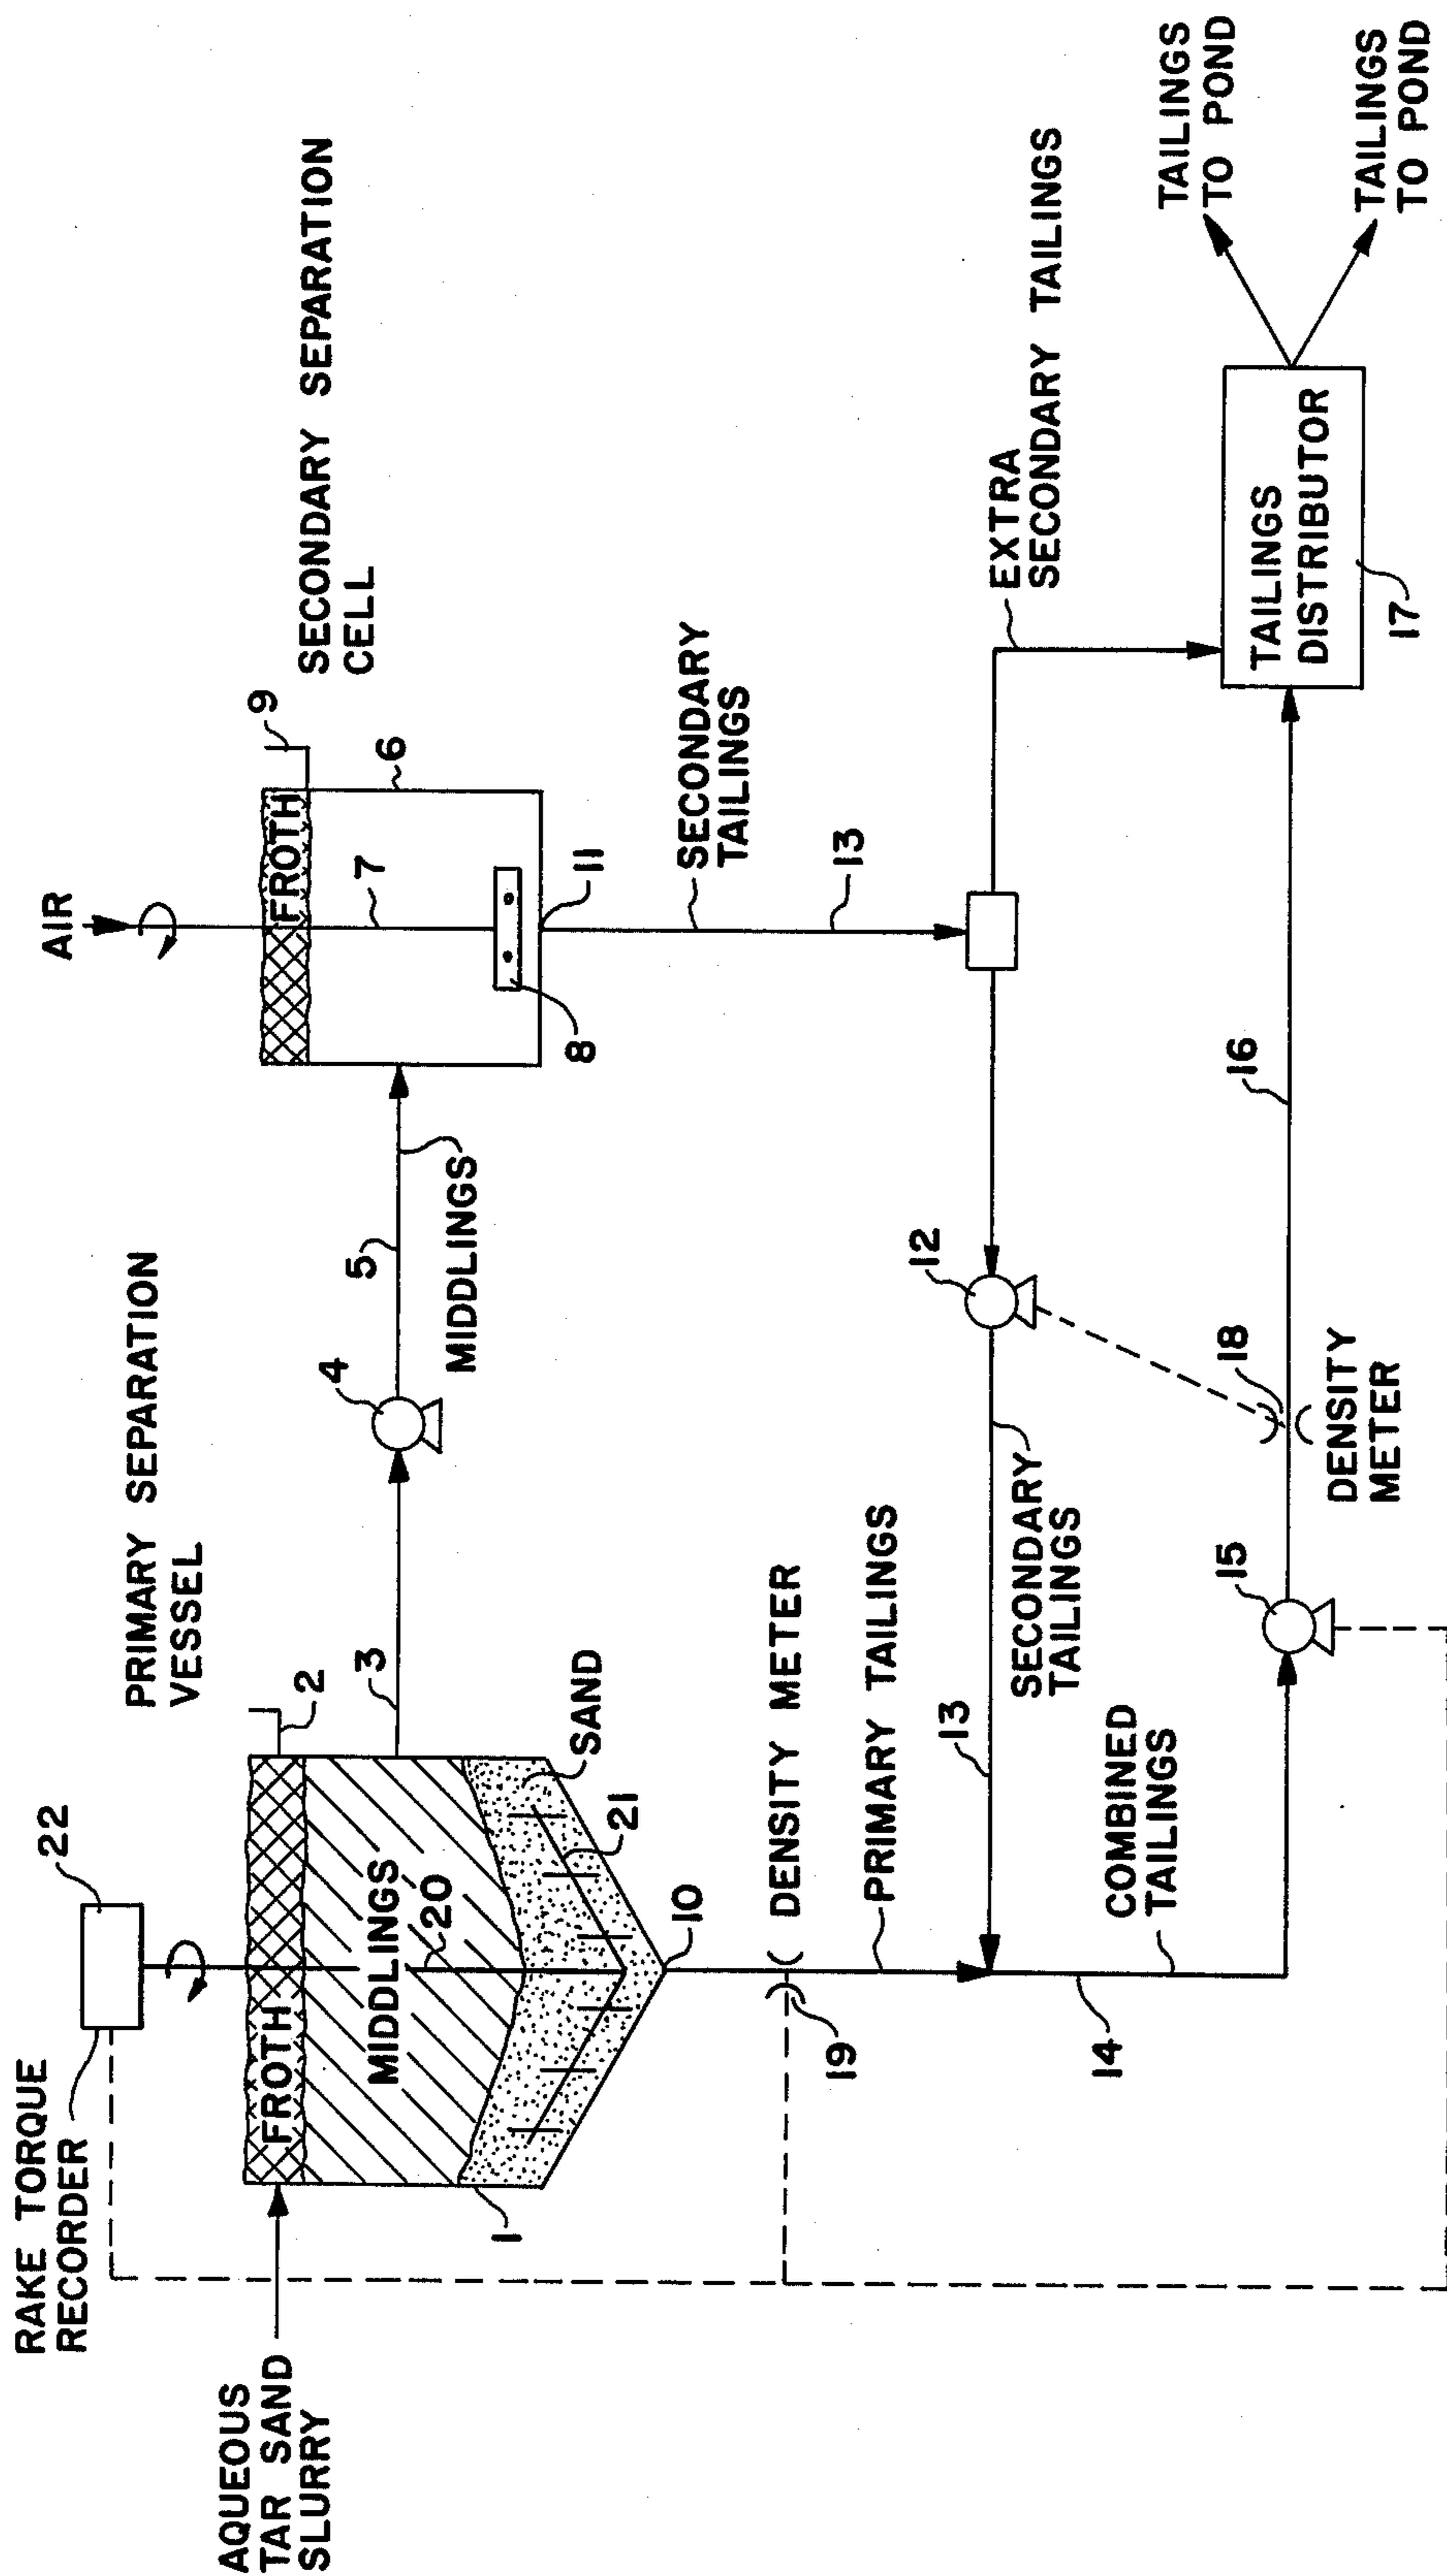 RAKE TORQUE
RECORDER
22
AQUEOUS
TAR SAND
SLURRY
PRIMARY SEPARATION
VESSEL
FROTH
2
MIDDLINGS
20
1
SAND
21
10
3
4
5
MIDDLINGS
AIR
FROTH
9
SECONDARY SEPARATION
CELL
7
6
8
11
SECONDARY
TAILINGS
13
19
DENSITY METER
PRIMARY TAILINGS
13
SECONDARY
TAILINGS
12
EXTRA
SECONDARY TAILINGS
14
COMBINED
TAILINGS
15
18
DENSITY
METER
16
TAILINGS
DISTRIBUTOR
17
TAILINGS
TO POND
TAILINGS
TO POND